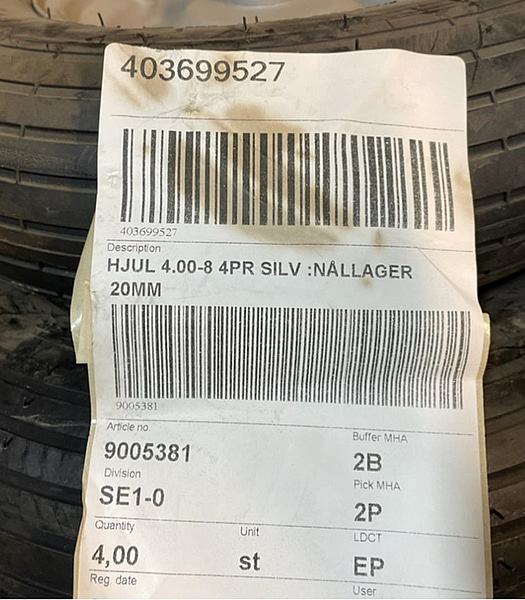 403699527
403699527
Description
HJUL 4.00-8 4PR SILV :NÅLLAGER
20MM
9005381
Article no.
9005381
Buffer MHA
2B
Division
SE1-0
Pick MHA
2P
Quantity
4,00
Unit
st
LDCT
EP
Reg. date
User